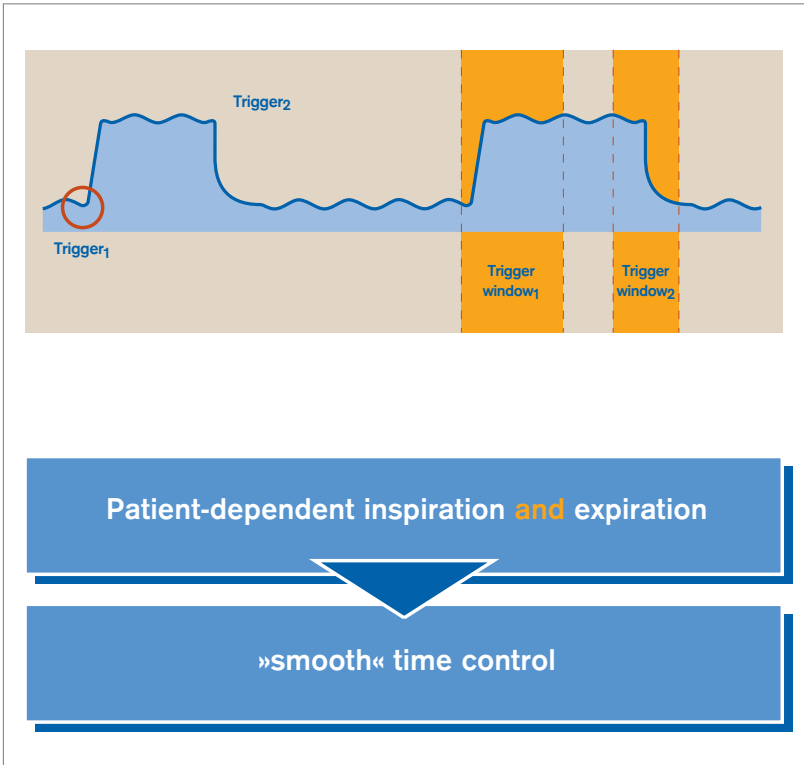 Trigger₂
Trigger₁
Trigger
window₁
Trigger
window₂
Patient-dependent inspiration and expiration
»smooth« time control